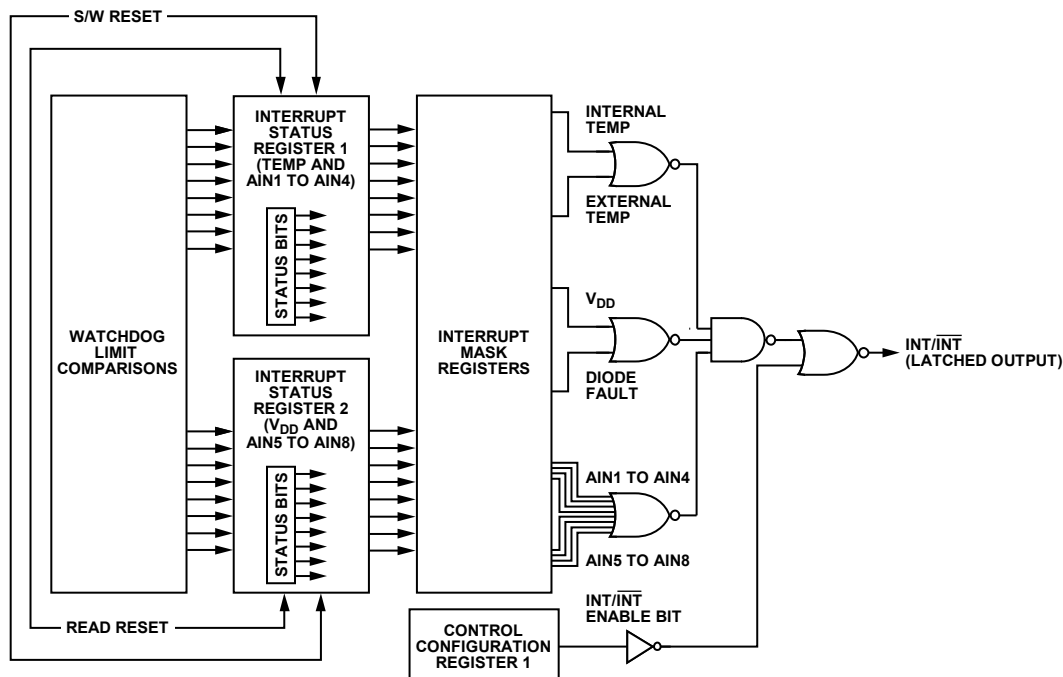 S/W RESET
WATCHDOG
LIMIT
COMPARISONS
INTERRUPT
STATUS
REGISTER 1
(TEMP AND
AIN1 TO AIN4)
STATUS BITS
INTERRUPT
STATUS
REGISTER 2
(VDD AND
AIN5 TO AIN8)
STATUS BITS
READ RESET
INTERRUPT
MASK
REGISTERS
INTERNAL
TEMP
EXTERNAL
TEMP
VDD
DIODE
FAULT
AIN1 TO AIN4
AIN5 TO AIN8
INT/I̅N̅T̅
(LATCHED OUTPUT)
INT/I̅N̅T̅
ENABLE BIT
CONTROL
CONFIGURATION
REGISTER 1